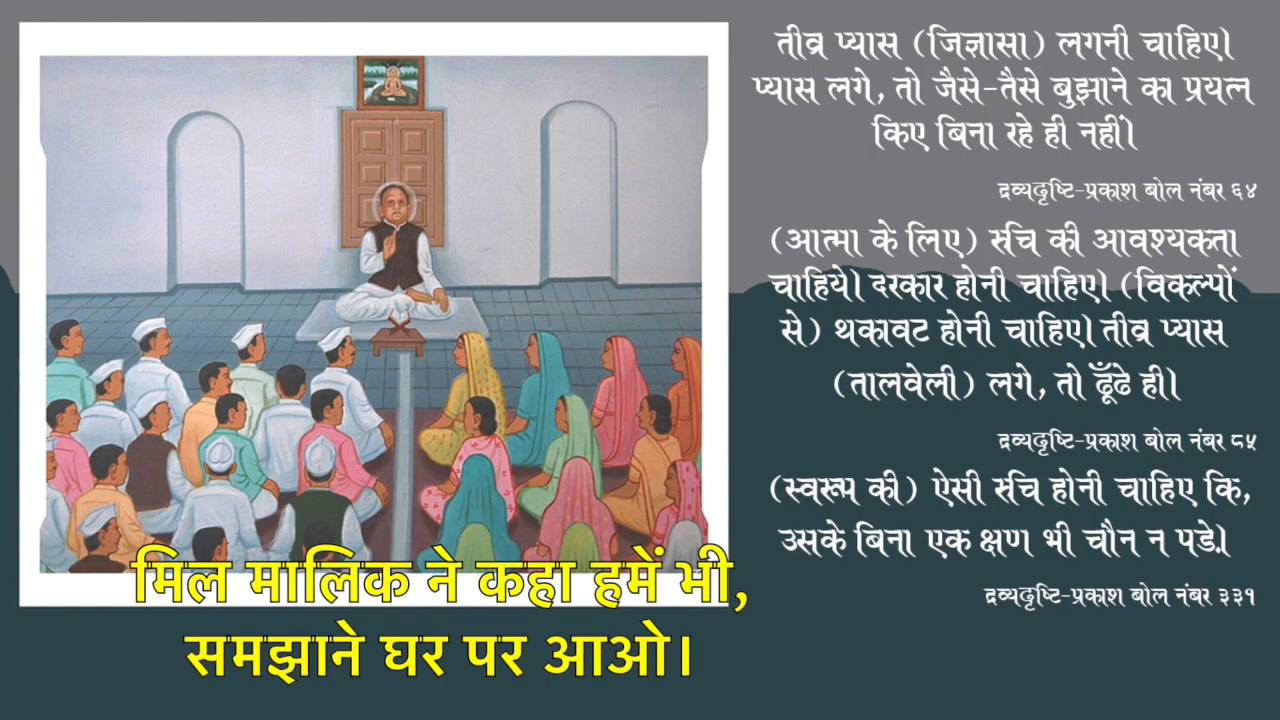 तीव्र प्यास (जिज्ञासा) लगनी चाहिए।
प्यास लगे, तो जैसे-तैसे बुझाने का प्रयत्न
किए बिना रहे ही नहीं।
द्रव्यदृष्टि-प्रकाश बोल नंबर ६४
(आत्मा के लिए) रुचि की आवश्यकता
चाहिये। दरकार होनी चाहिए। (विकल्पों
से) थकावट होनी चाहिए। तीव्र प्यास
(तालवेली) लगे, तो ढूँढे ही।
द्रव्यदृष्टि-प्रकाश बोल नंबर ८५
(स्वरूप की) ऐसी रुचि होनी चाहिए कि,
उसके बिना एक क्षण भी चौन न पडे।
द्रव्यदृष्टि-प्रकाश बोल नंबर ३३१
मिल मालिक ने कहा हमें भी,
समझाने घर पर आओ।